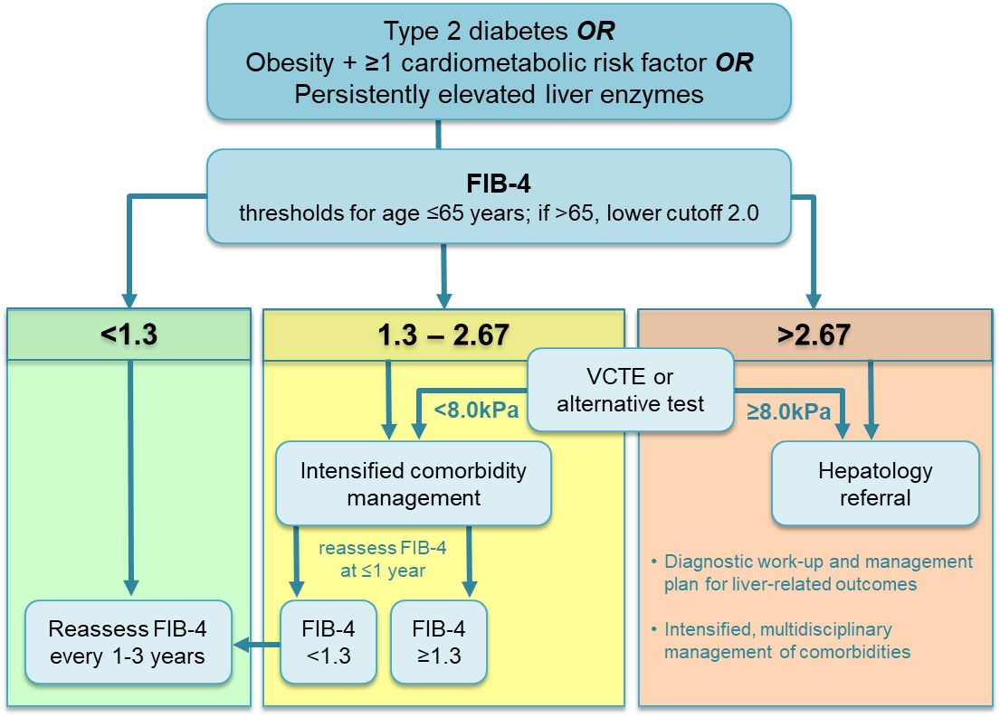 Type 2 diabetes OR
Obesity + ≥1 cardiometabolic risk factor OR
Persistently elevated liver enzymes
FIB-4
thresholds for age ≤65 years; if >65, lower cutoff 2.0
<1.3
1.3 – 2.67
>2.67
VCTE or
alternative test
<8.0kPa
≥8.0kPa
Intensified comorbidity
management
Hepatology
referral
reassess FIB-4
at ≤1 year
• Diagnostic work-up and management
plan for liver-related outcomes
• Intensified, multidisciplinary
management of comorbidities
Reassess FIB-4
every 1-3 years
FIB-4
<1.3
FIB-4
≥1.3